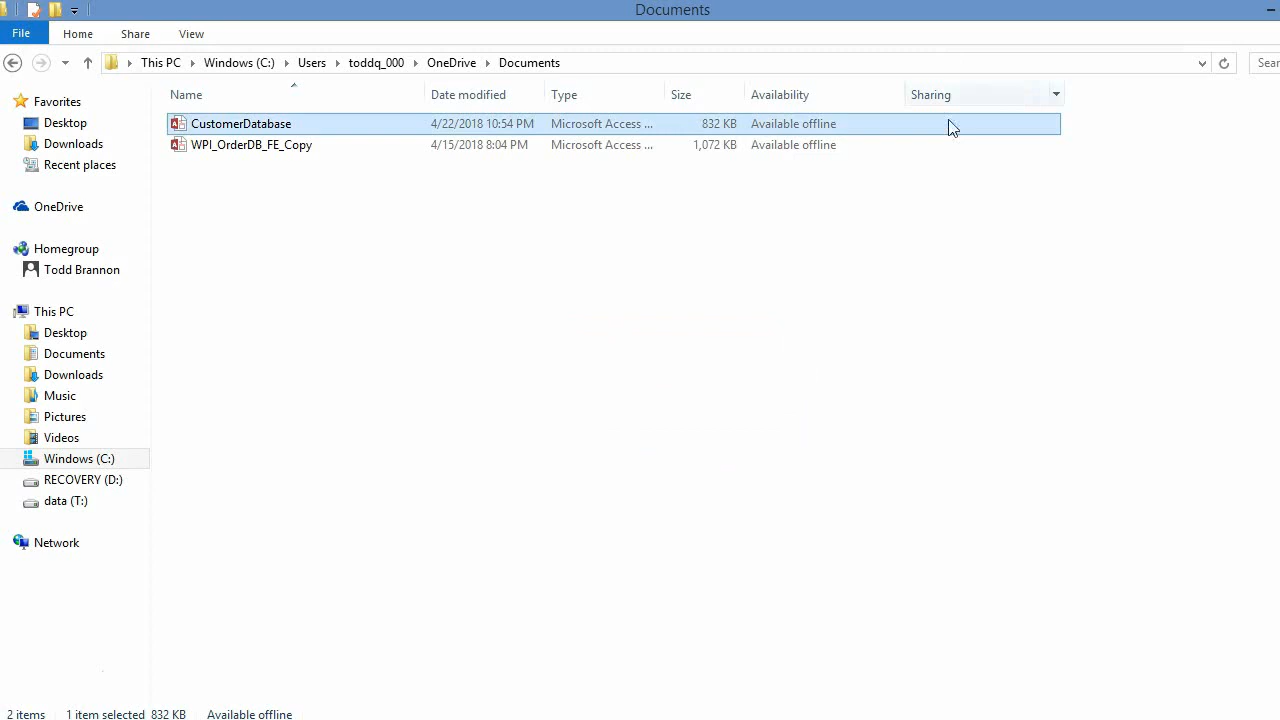 Documents
File Home Share View
This PC Windows (C:) Users toddq_000 OneDrive Documents
Name Date modified Type Size Availability Sharing
CustomerDatabase 4/22/2018 10:54 PM Microsoft Access ... 832 KB Available offline
WPI_OrderDB_FE_Copy 4/15/2018 8:04 PM Microsoft Access ... 1,072 KB Available offline
Favorites
Desktop
Downloads
Recent places
OneDrive
Homegroup
Todd Brannon
This PC
Desktop
Documents
Downloads
Music
Pictures
Videos
Windows (C:)
RECOVERY (D:)
data (T:)
Network
2 items 1 item selected 832 KB Available offline